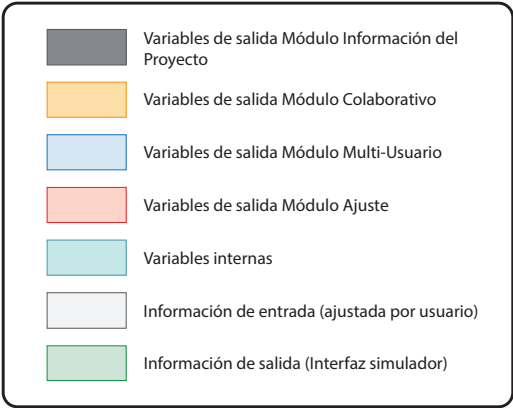 Variables de salida Módulo Información del
Proyecto
Variables de salida Módulo Colaborativo
Variables de salida Módulo Multi-Usuario
Variables de salida Módulo Ajuste
Variables internas
Información de entrada (ajustada por usuario)
Información de salida (Interfaz simulador)